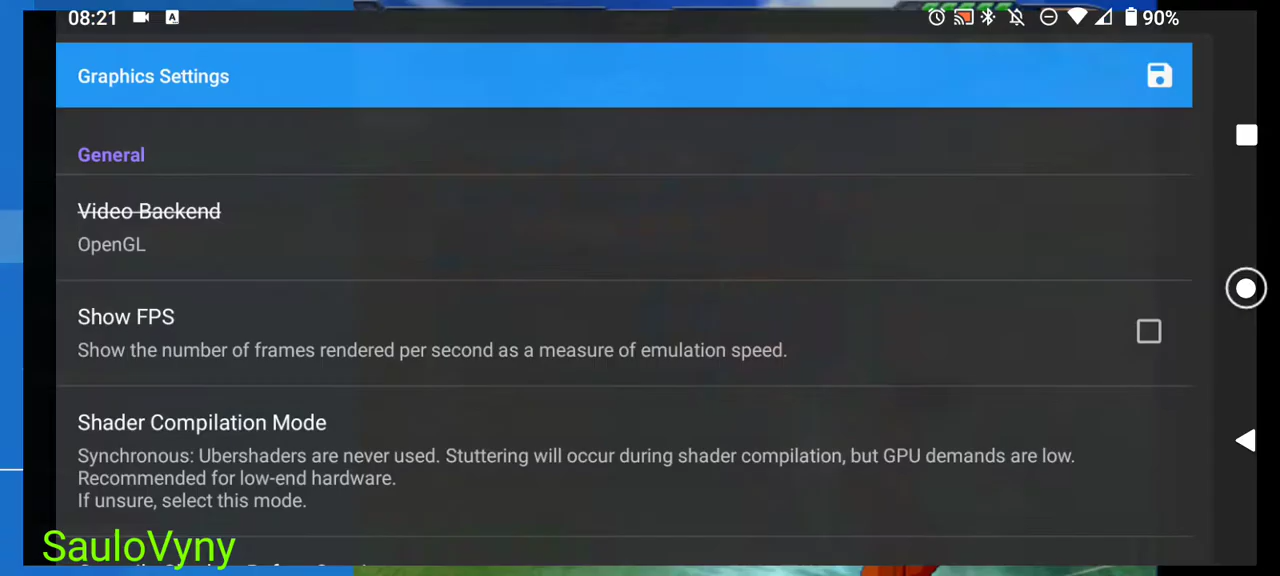 08:21 A 90%
Graphics Settings
General
Video Backend
OpenGL
Show FPS
Show the number of frames rendered per second as a measure of emulation speed.
Shader Compilation Mode
Synchronous: Ubershaders are never used. Stuttering will occur during shader compilation, but GPU demands are low.
Recommended for low-end hardware.
If unsure, select this mode.
SauloVyny